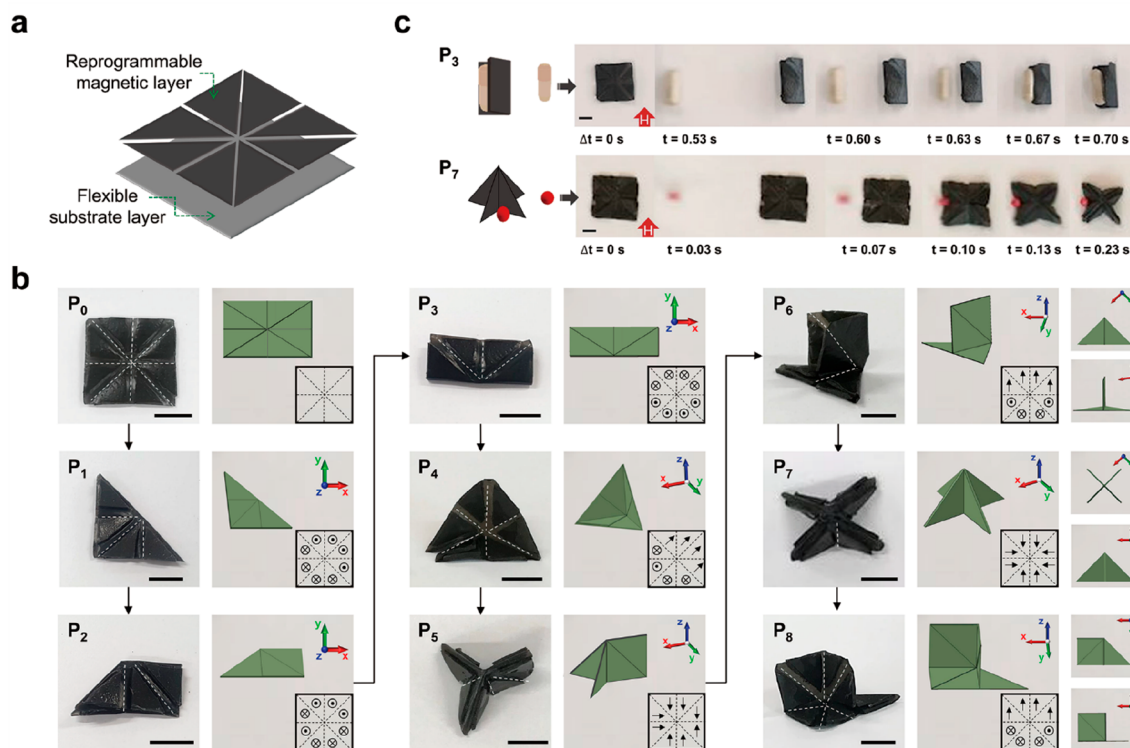 a
Reprogrammable
magnetic layer
Flexible
substrate layer
c
P3
H
Δt = 0 s t = 0.53 s t = 0.60 s t = 0.63 s t = 0.67 s t = 0.70 s
P7
H
Δt = 0 s t = 0.03 s t = 0.07 s t = 0.10 s t = 0.13 s t = 0.23 s
b
P0
P3
y
z x
P6
z
x
y
P1
y
z x
P4
z
x
y
P7
z
x
y
P2
y
z x
P5
z
x
y
P8
z
x
y